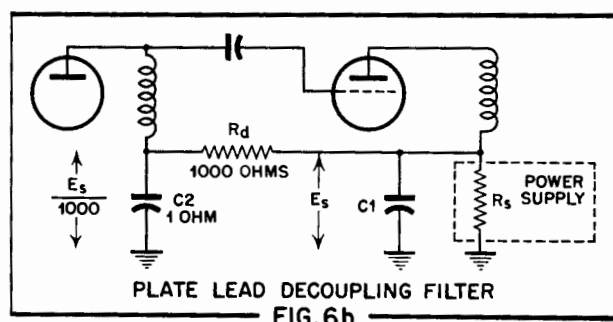 Rd
1000 OHMS
Es
1000
C2
1 OHM
Es
C1
Rs
POWER
SUPPLY
PLATE LEAD DECOUPLING FILTER
FIG. 6b